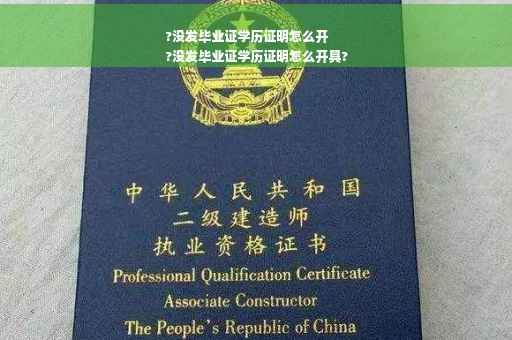 ?没发毕业证学历证明怎么开
?没发毕业证学历证明怎么开具?
中华人民共和国
二级建造师
执业资格证书
Professional Qualification Certificate
Associate Constructor
The People's Republic of China